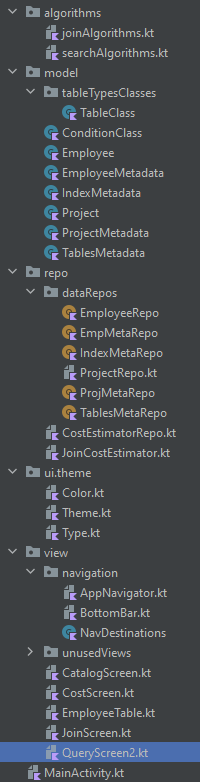 algorithms
joinAlgorithms.kt
searchAlgorithms.kt
model
tableTypesClasses
TableClass
ConditionClass
Employee
EmployeeMetadata
IndexMetadata
Project
ProjectMetadata
TablesMetadata
repo
dataRepos
EmployeeRepo
EmpMetaRepo
IndexMetaRepo
ProjectRepo.kt
ProjMetaRepo
TablesMetaRepo
CostEstimatorRepo.kt
JoinCostEstimator.kt
ui.theme
Color.kt
Theme.kt
Type.kt
view
navigation
AppNavigator.kt
BottomBar.kt
NavDestinations
unusedViews
CatalogScreen.kt
CostScreen.kt
EmployeeTable.kt
JoinScreen.kt
QueryScreen2.kt
MainActivity.kt